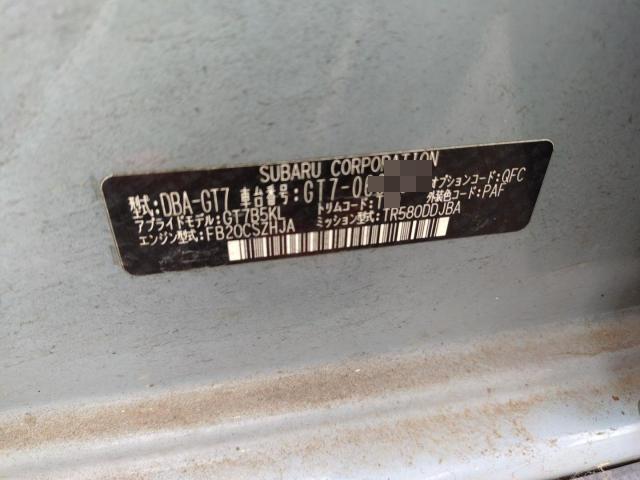 SUBARU CORPORATION
型式:DBA-GT7 車台番号:GT7-0 オプションコード:QFC
アプライドモデル:GT7B5KL トリムコード: 外装色コード:PAF
エンジン型式:FB20CSZHJA ミッション型式:TR580DDJBA